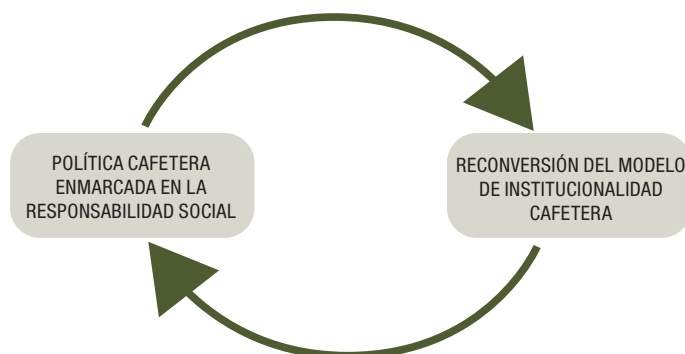 POLÍTICA CAFETERA
ENMARCADA EN LA
RESPONSABILIDAD SOCIAL
RECONVERSIÓN DEL MODELO
DE INSTITUCIONALIDAD
CAFETERA